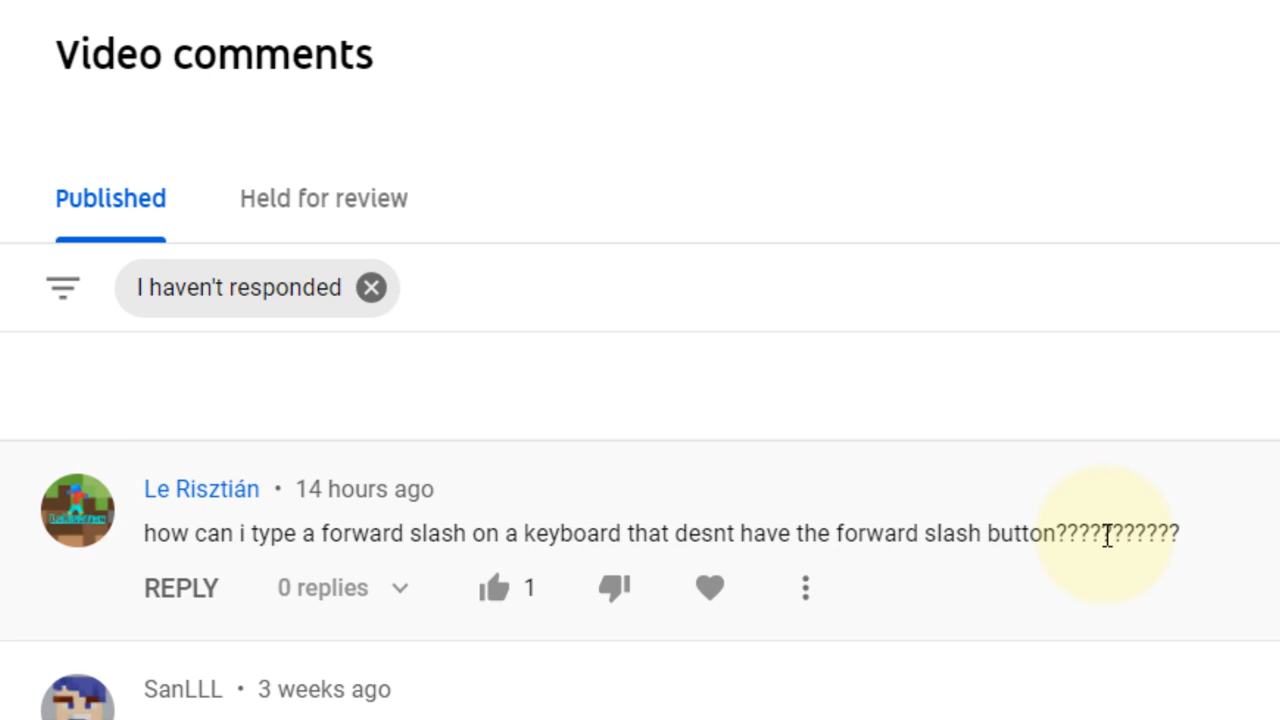 Video comments
Published
Held for review
I haven't responded
Le Risztián • 14 hours ago
how can i type a forward slash on a keyboard that desnt have the forward slash button???????????
REPLY
0 replies
1
SanLLL • 3 weeks ago